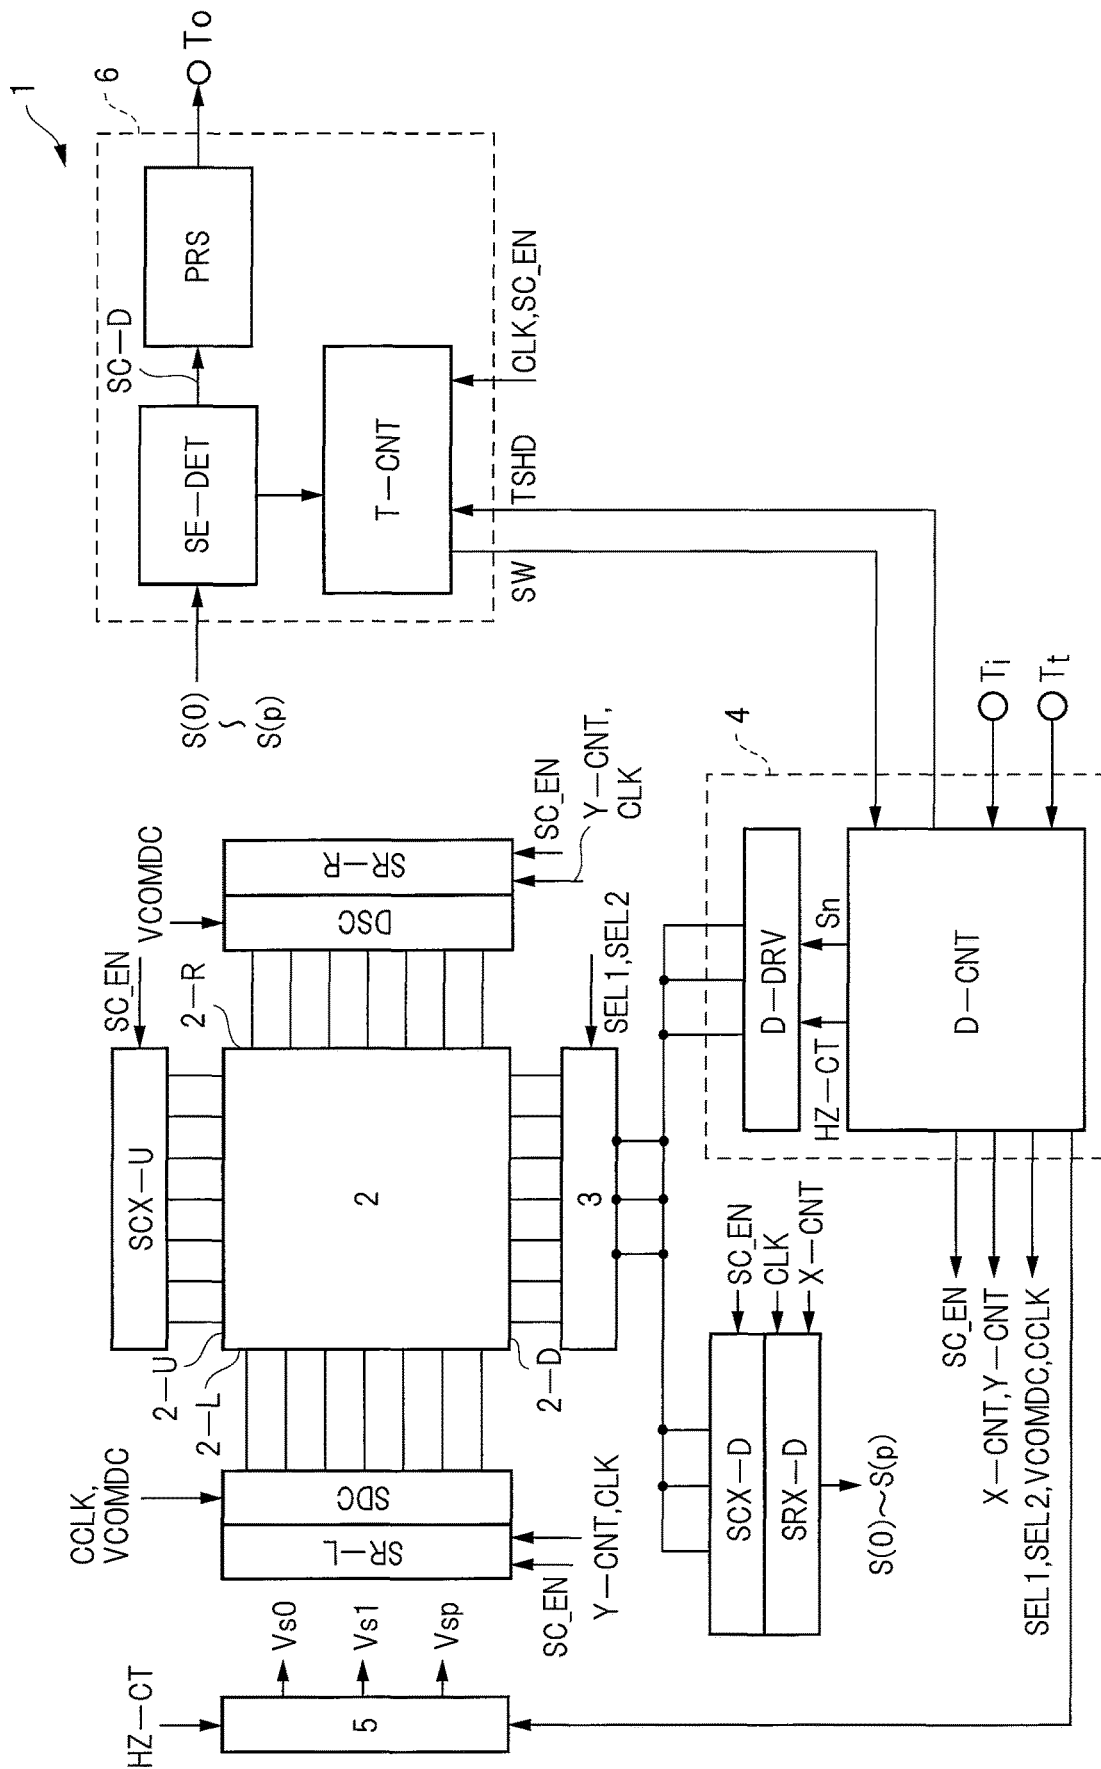 1
6
PRS
To
SC-D
SE-DET
T-CNT
S(0)
~
S(p)
CLK,SC_EN
TSHD
SW
HZ-CT
5
Vs0
Vs1
Vsp
CCLK,
VCOMDC
SR-L
SDC
SC_EN
Y-CNT,CLK
2-U
2-L
2-D
2-R
SCX-U
SC_EN
2
3
SEL1,SEL2
VCOMDC
DSC
SR-R
SC_EN
Y-CNT,
CLK
SCX-D
SRX-D
SC_EN
CLK
X-CNT
S(0)~S(p)
4
D-DRV
HZ-CT
Sn
D-CNT
Ti
Tt
SC_EN
X-CNT,Y-CNT
SEL1,SEL2,VCOMDC,CCLK